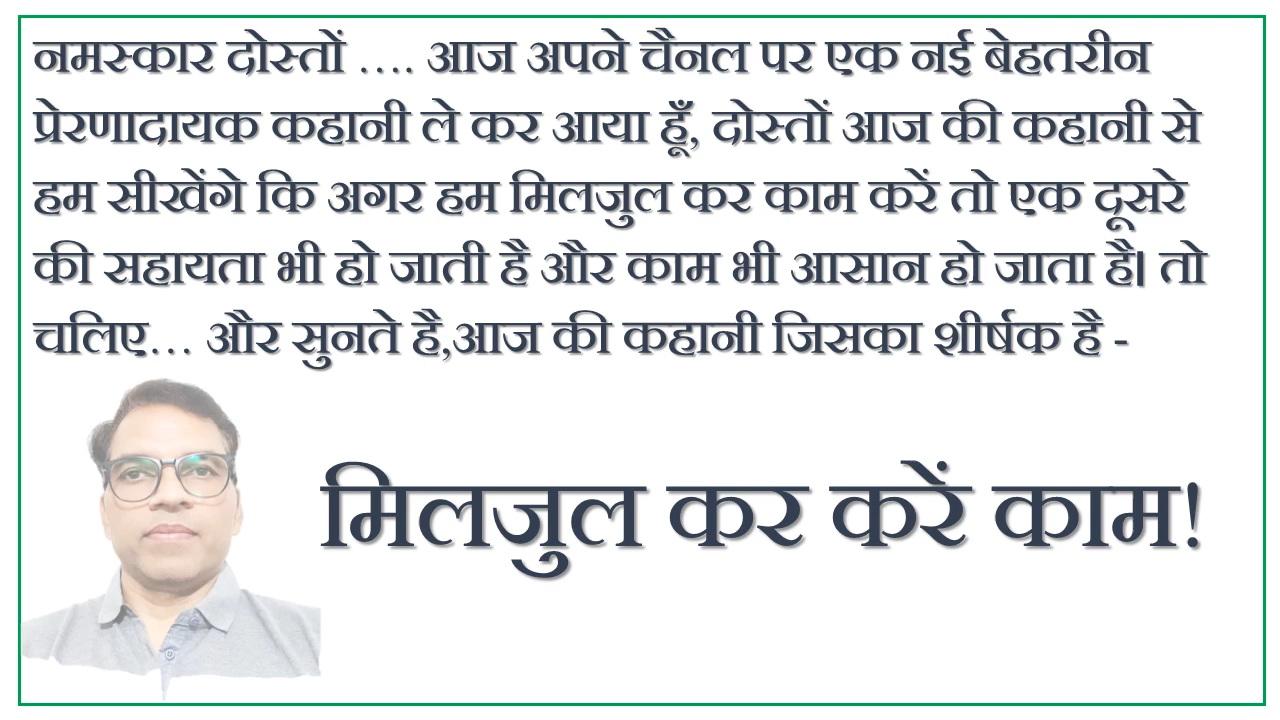 नमस्कार दोस्तों .... आज अपने चैनल पर एक नई बेहतरीन
प्रेरणादायक कहानी ले कर आया हूँ, दोस्तों आज की कहानी से
हम सीखेंगे कि अगर हम मिलजुल कर काम करें तो एक दूसरे
की सहायता भी हो जाती है और काम भी आसान हो जाता है। तो
चलिए... और सुनते है,आज की कहानी जिसका शीर्षक है -
मिलजुल कर करें काम!